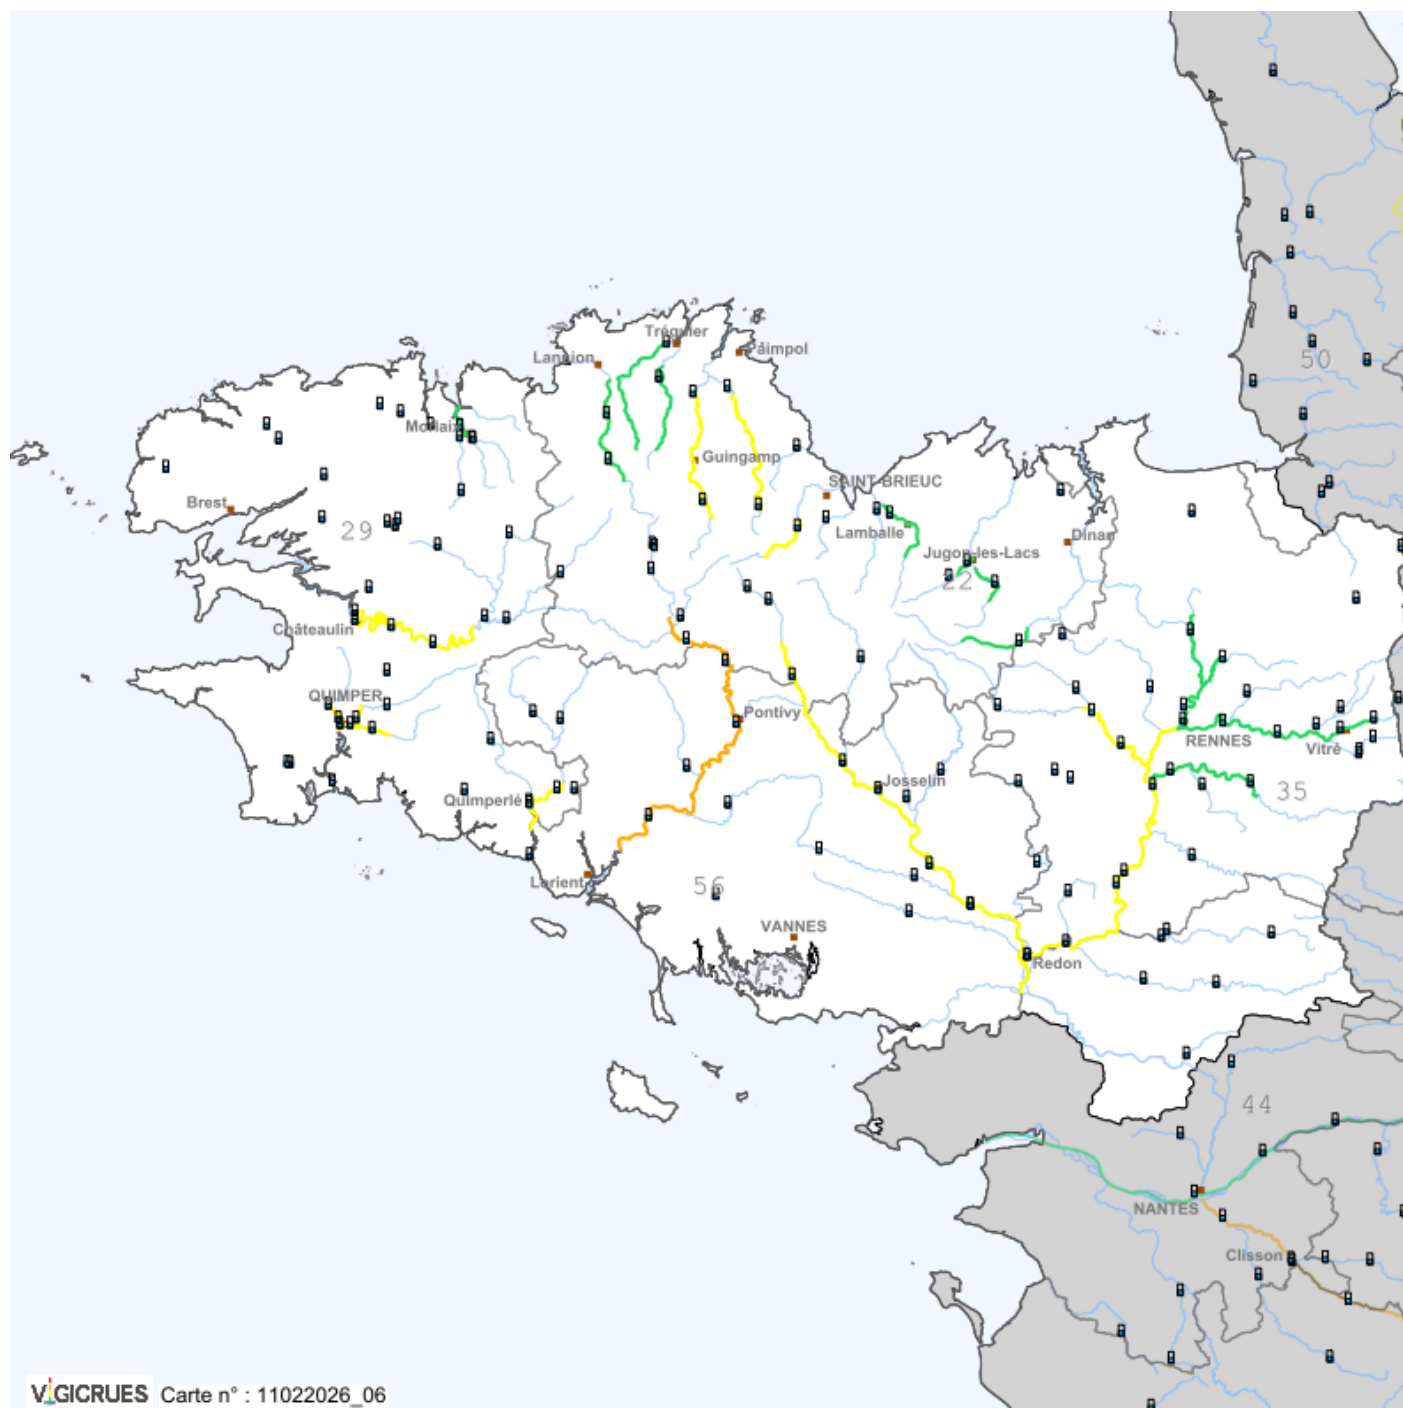 50
Tréguier
Paimpol
Lannion
Morlaix
Guingamp
SAINT-BRIEUC
Brest
29
Lamballe
Dinan
Jugon-les-Lacs
22
Châteaulin
QUIMPER
Pontivy
RENNES
Vitré
Josselin
35
Quimperlé
Lorient
56
VANNES
Redon
44
NANTES
Clisson
VIGICRUES Carte n° : 11022026_06